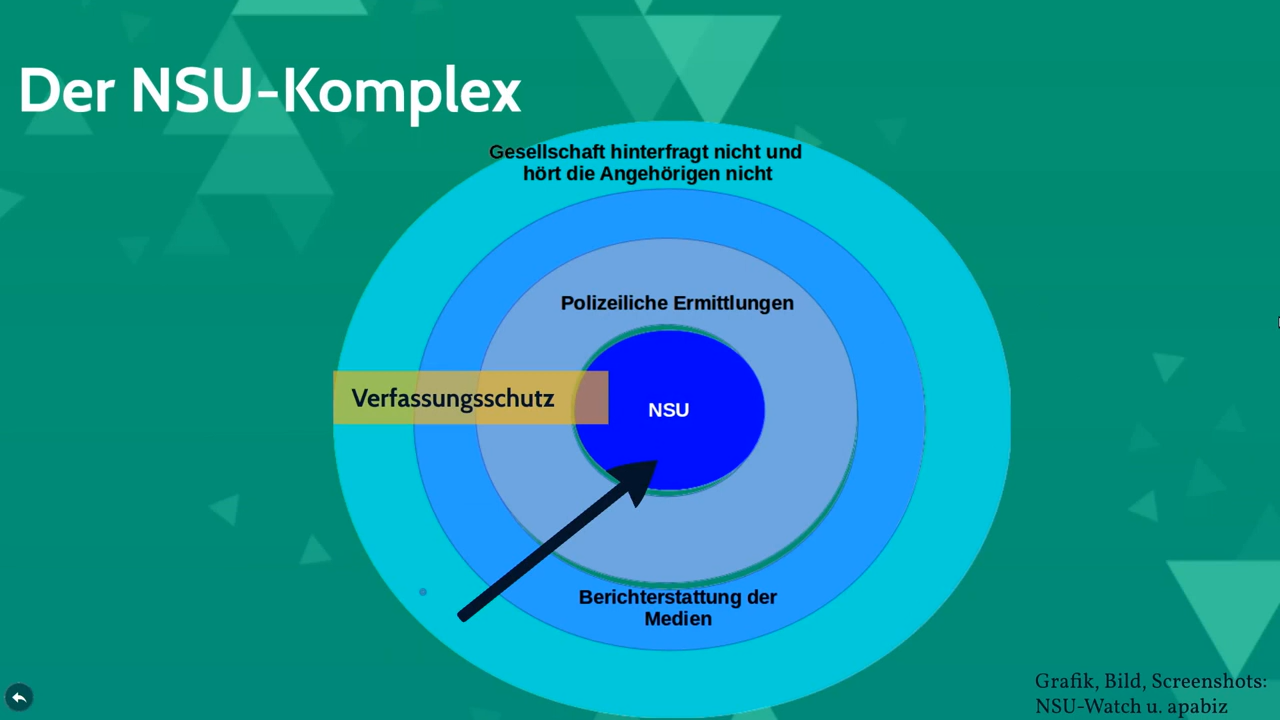 Der NSU-Komplex
Gesellschaft hinterfragt nicht und
hört die Angehörigen nicht
Polizeiliche Ermittlungen
Verfassungsschutz
NSU
Berichterstattung der
Medien
Grafik, Bild, Screenshots:
NSU-Watch u. apabiz